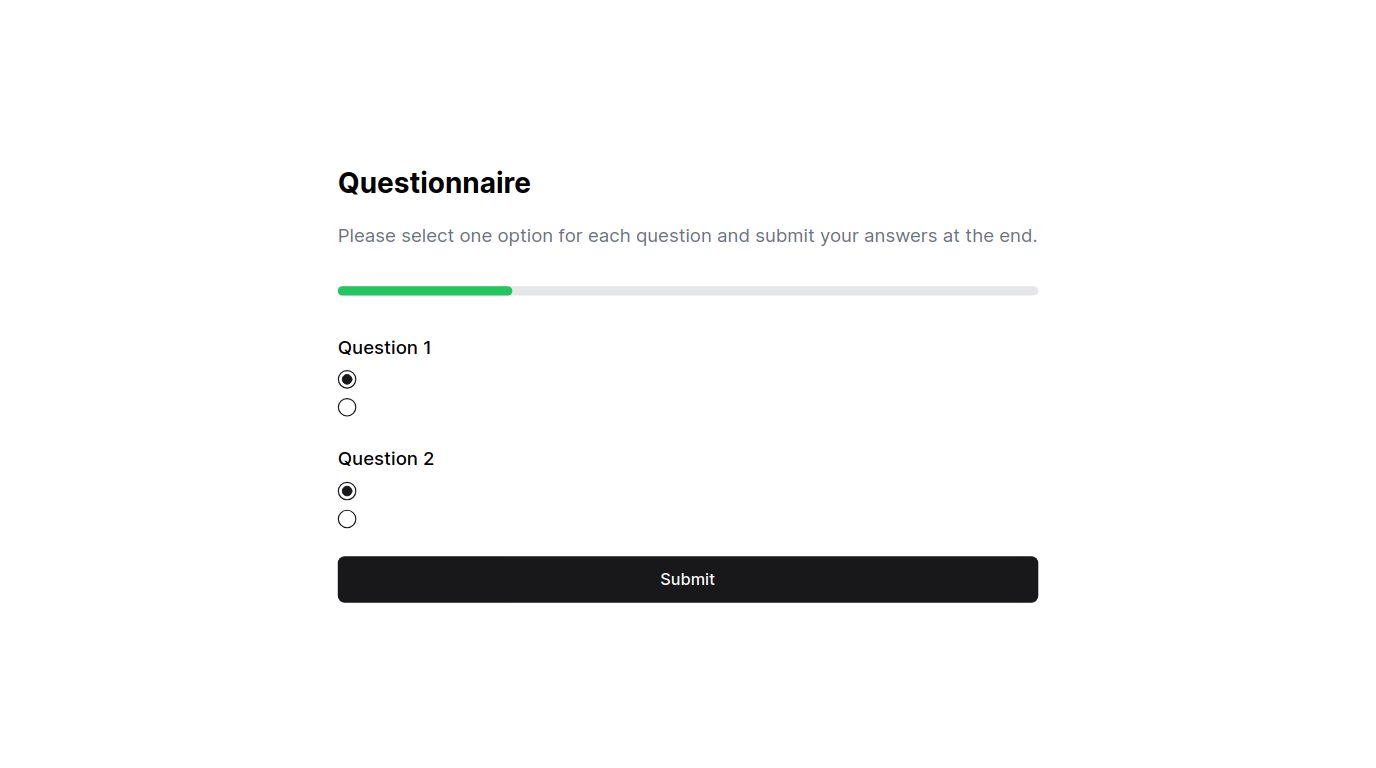 Questionnaire
Please select one option for each question and submit your answers at the end.
Question 1
Question 2
Submit